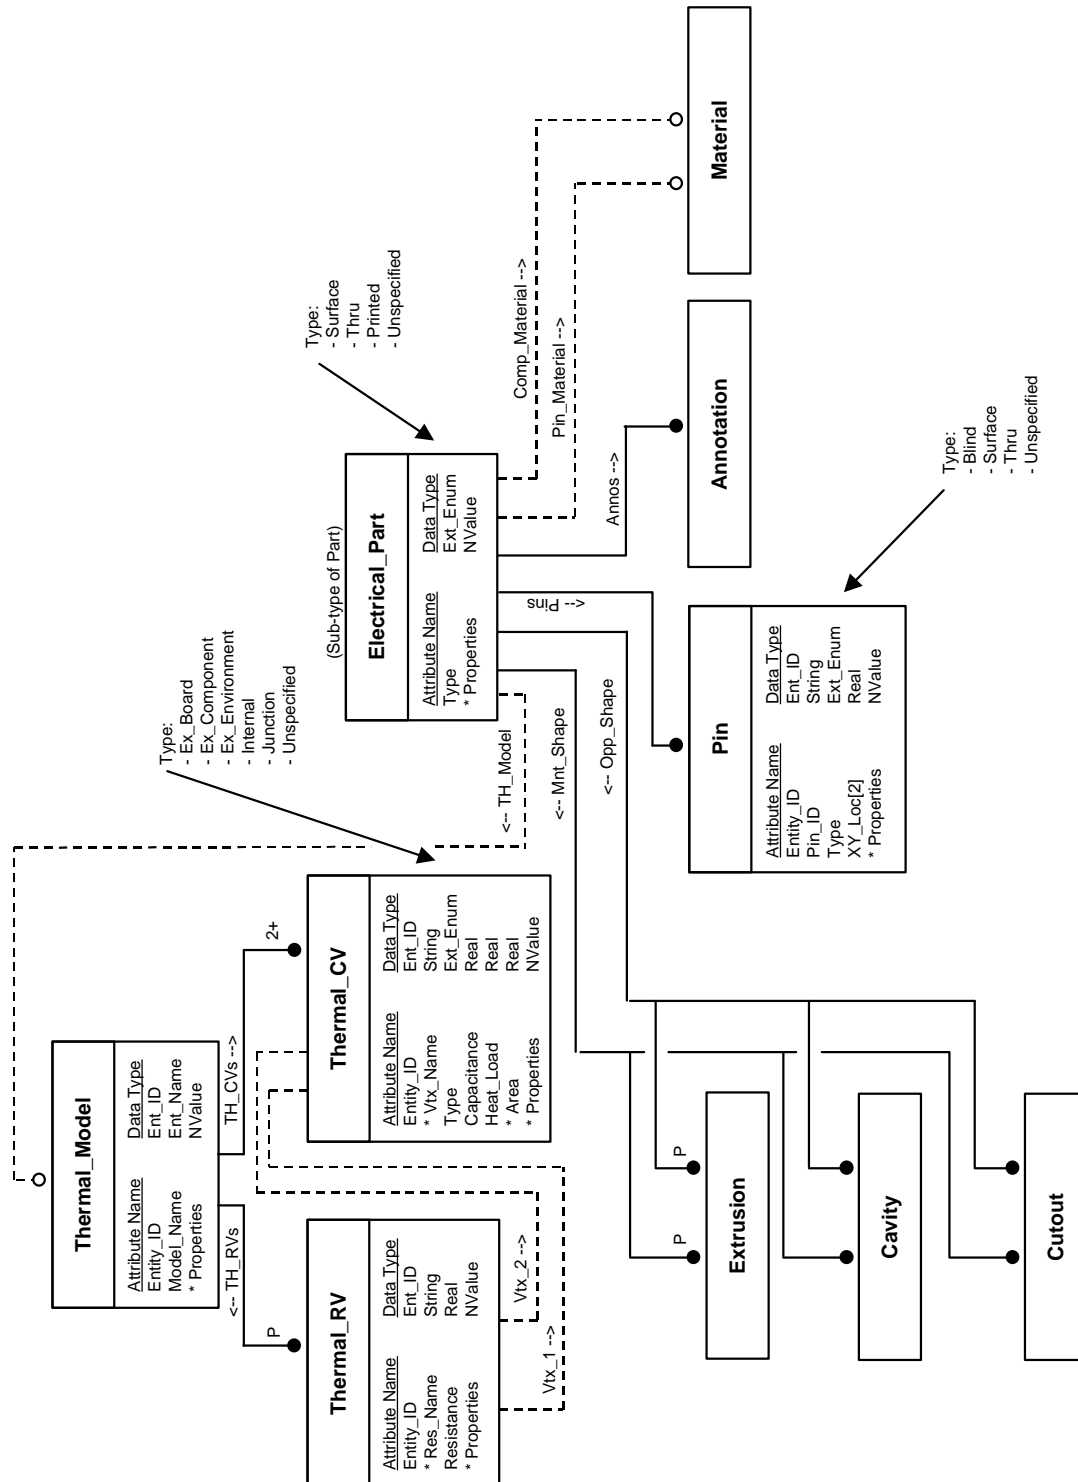 Thermal_Model
Attribute Name Data Type
Entity_ID Ent_ID
Model_Name Ent_Name
* Properties NValue
<-- TH_RVs
TH_CVs -->
P
2+
Thermal_RV
Attribute Name Data Type
Entity_ID Ent_ID
* Res_Name String
Resistance Real
* Properties NValue
Vtx_1 -->
Vtx_2 -->
Thermal_CV
Attribute Name Data Type
Entity_ID Ent_ID
* Vtx_Name String
Type Ext_Enum
Capacitance Real
Heat_Load Real
* Area Real
* Properties NValue
Type:
- Ex_Board
- Ex_Component
- Ex_Environment
- Internal
- Junction
- Unspecified
(Sub-type of Part)
Electrical_Part
Attribute Name Data Type
Type Ext_Enum
* Properties NValue
Type:
- Surface
- Thru
- Printed
- Unspecified
<-- TH_Model
<-- Mnt_Shape
<-- Opp_Shape
<-- Pins
Annos -->
Pin_Material -->
Comp_Material -->
P
P
Extrusion
Cavity
Cutout
Pin
Attribute Name Data Type
Entity_ID Ent_ID
Pin_ID String
Type Ext_Enum
XY_Loc[2] Real
* Properties NValue
Type:
- Blind
- Surface
- Thru
- Unspecified
Annotation
Material